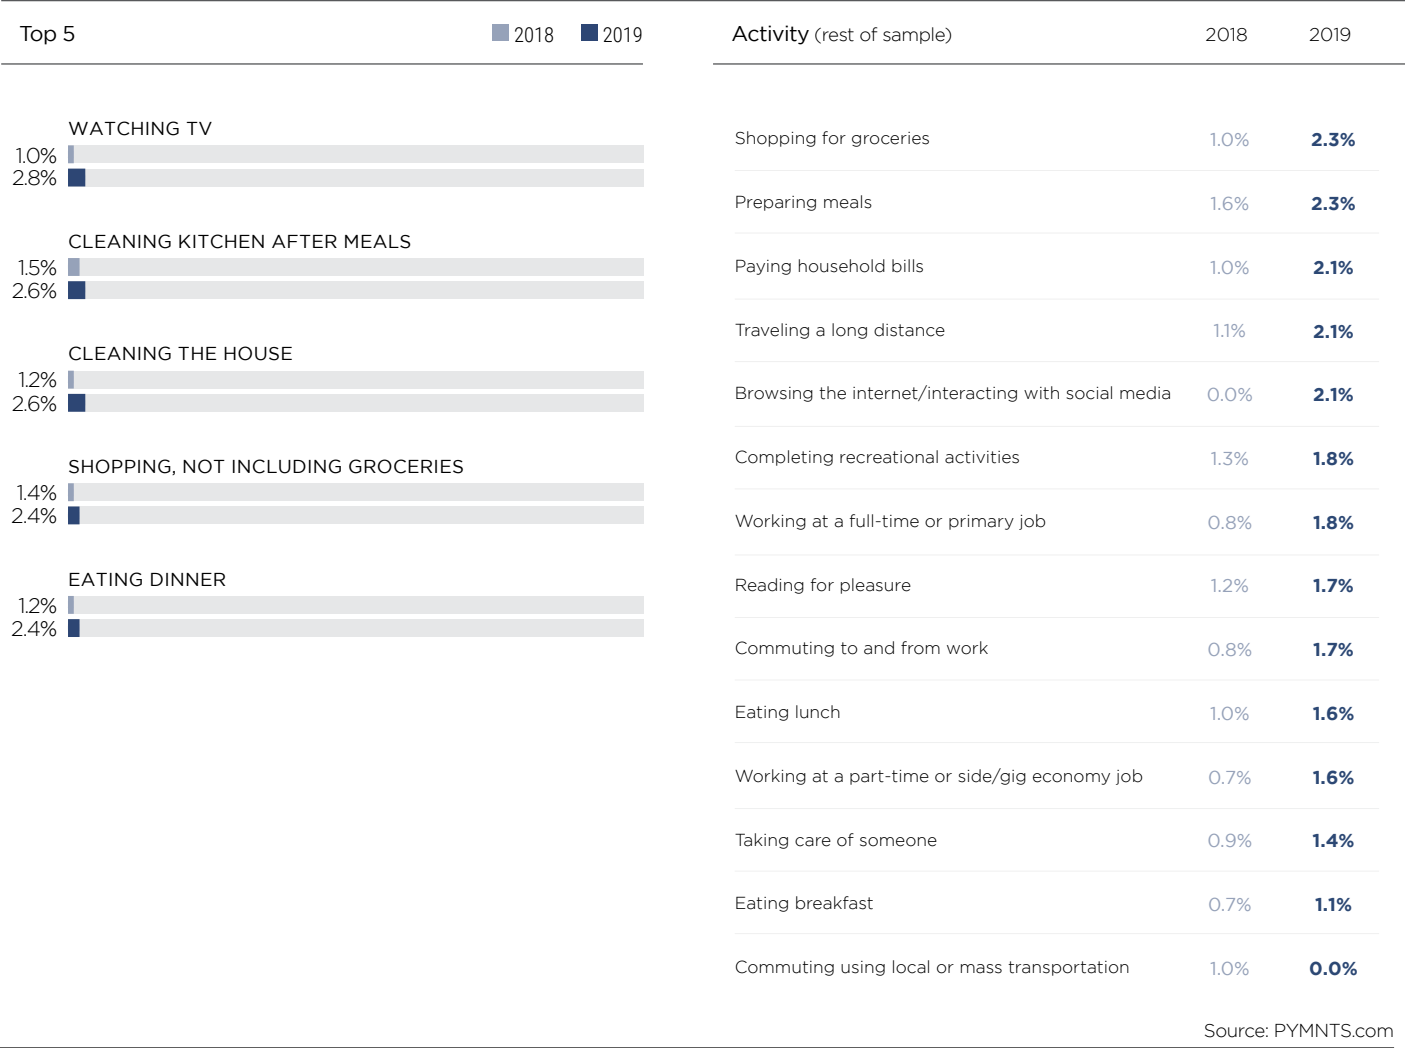 Top 5
2018
2019
WATCHING TV
1.0%
2.8%
CLEANING KITCHEN AFTER MEALS
1.5%
2.6%
CLEANING THE HOUSE
1.2%
2.6%
SHOPPING, NOT INCLUDING GROCERIES
1.4%
2.4%
EATING DINNER
1.2%
2.4%
Activity (rest of sample) 2018 2019
Shopping for groceries 1.0% 2.3%
Preparing meals 1.6% 2.3%
Paying household bills 1.0% 2.1%
Traveling a long distance 1.1% 2.1%
Browsing the internet/interacting with social media 0.0% 2.1%
Completing recreational activities 1.3% 1.8%
Working at a full-time or primary job 0.8% 1.8%
Reading for pleasure 1.2% 1.7%
Commuting to and from work 0.8% 1.7%
Eating lunch 1.0% 1.6%
Working at a part-time or side/gig economy job 0.7% 1.6%
Taking care of someone 0.9% 1.4%
Eating breakfast 0.7% 1.1%
Commuting using local or mass transportation 1.0% 0.0%
Source: PYMNTS.com